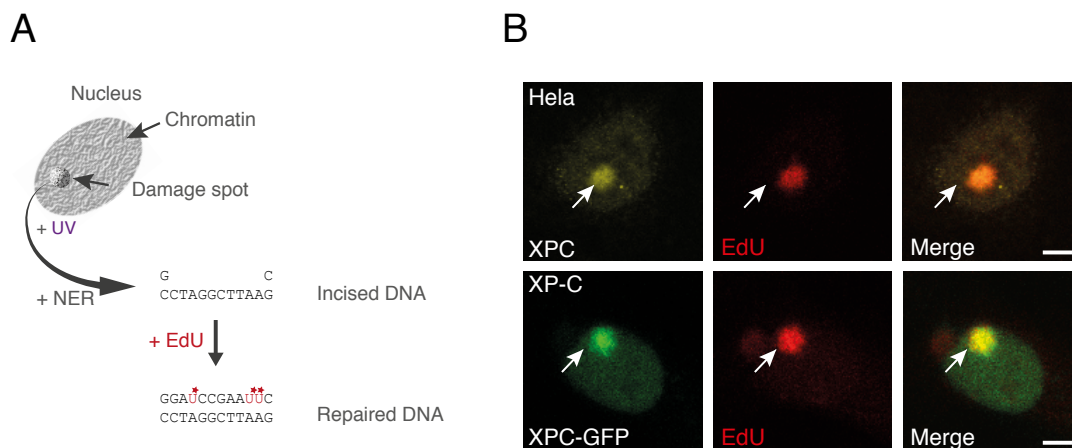 A
Nucleus
Chromatin
Damage spot
+ UV
+ NER
G C
CCTAGGCTTAAG
Incised DNA
+ EdU
GGAUCCGAAUUC
CCTAGGCTTAAG
Repaired DNA
B
Hela
XPC
EdU
Merge
XP-C
XPC-GFP
EdU
Merge